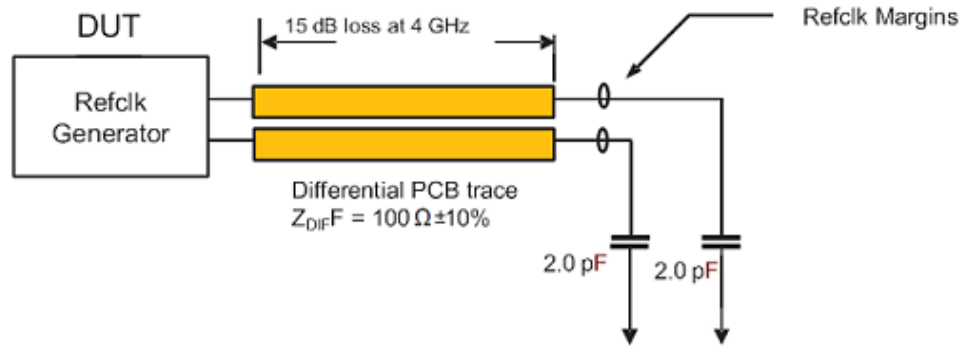 DUT
15 dB loss at 4 GHz
Refclk Margins
Refclk
Generator
Differential PCB trace
ZDIFF = 100 Ω±10%
2.0 pF
2.0 pF